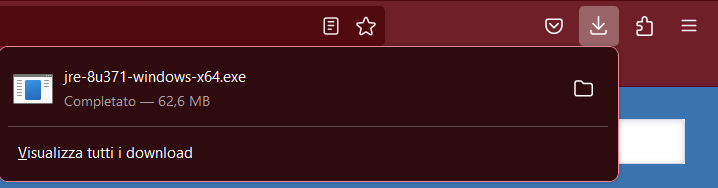 jre-8u371-windows-x64.exe
Completato — 62,6 MB
Visualizza tutti i download